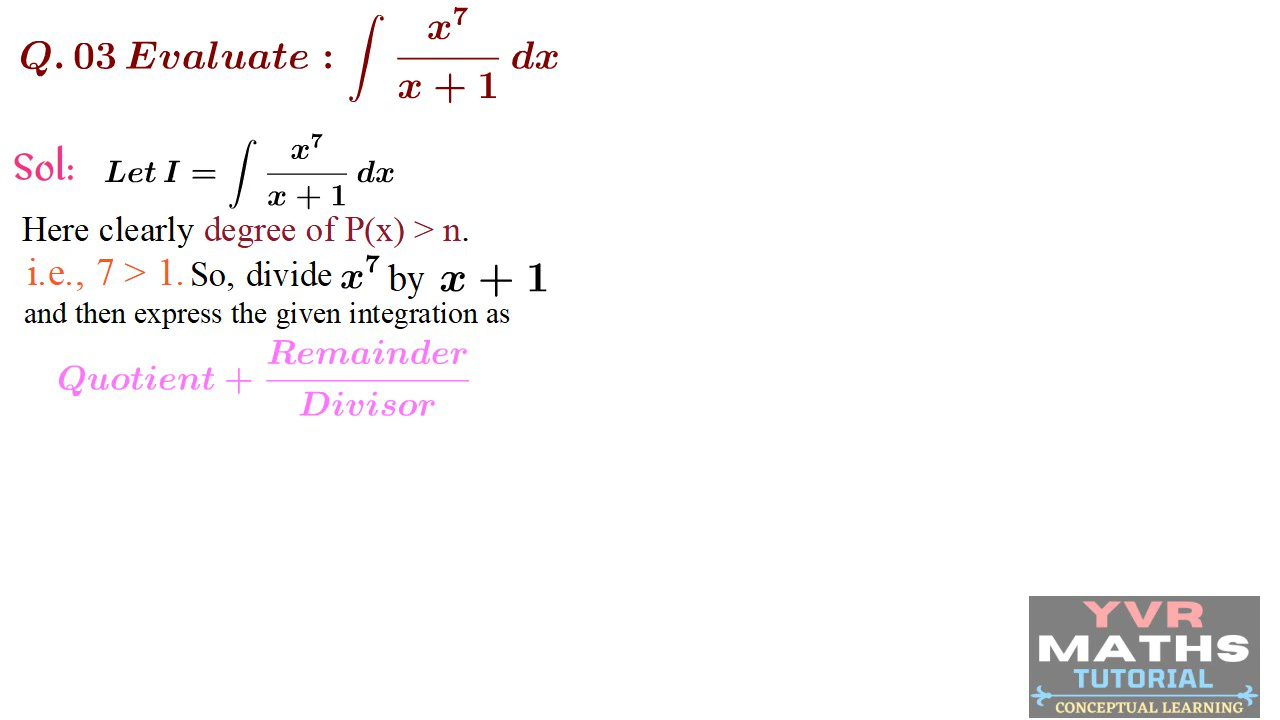 Q. 03 Evaluate : ∫ x⁷/(x + 1) dx
Sol: Let I = ∫ x⁷/(x + 1) dx
Here clearly degree of P(x) > n.
i.e., 7 > 1. So, divide x⁷ by x + 1
and then express the given integration as
Quotient + Remainder/Divisor
YVR
MATHS
TUTORIAL
CONCEPTUAL LEARNING